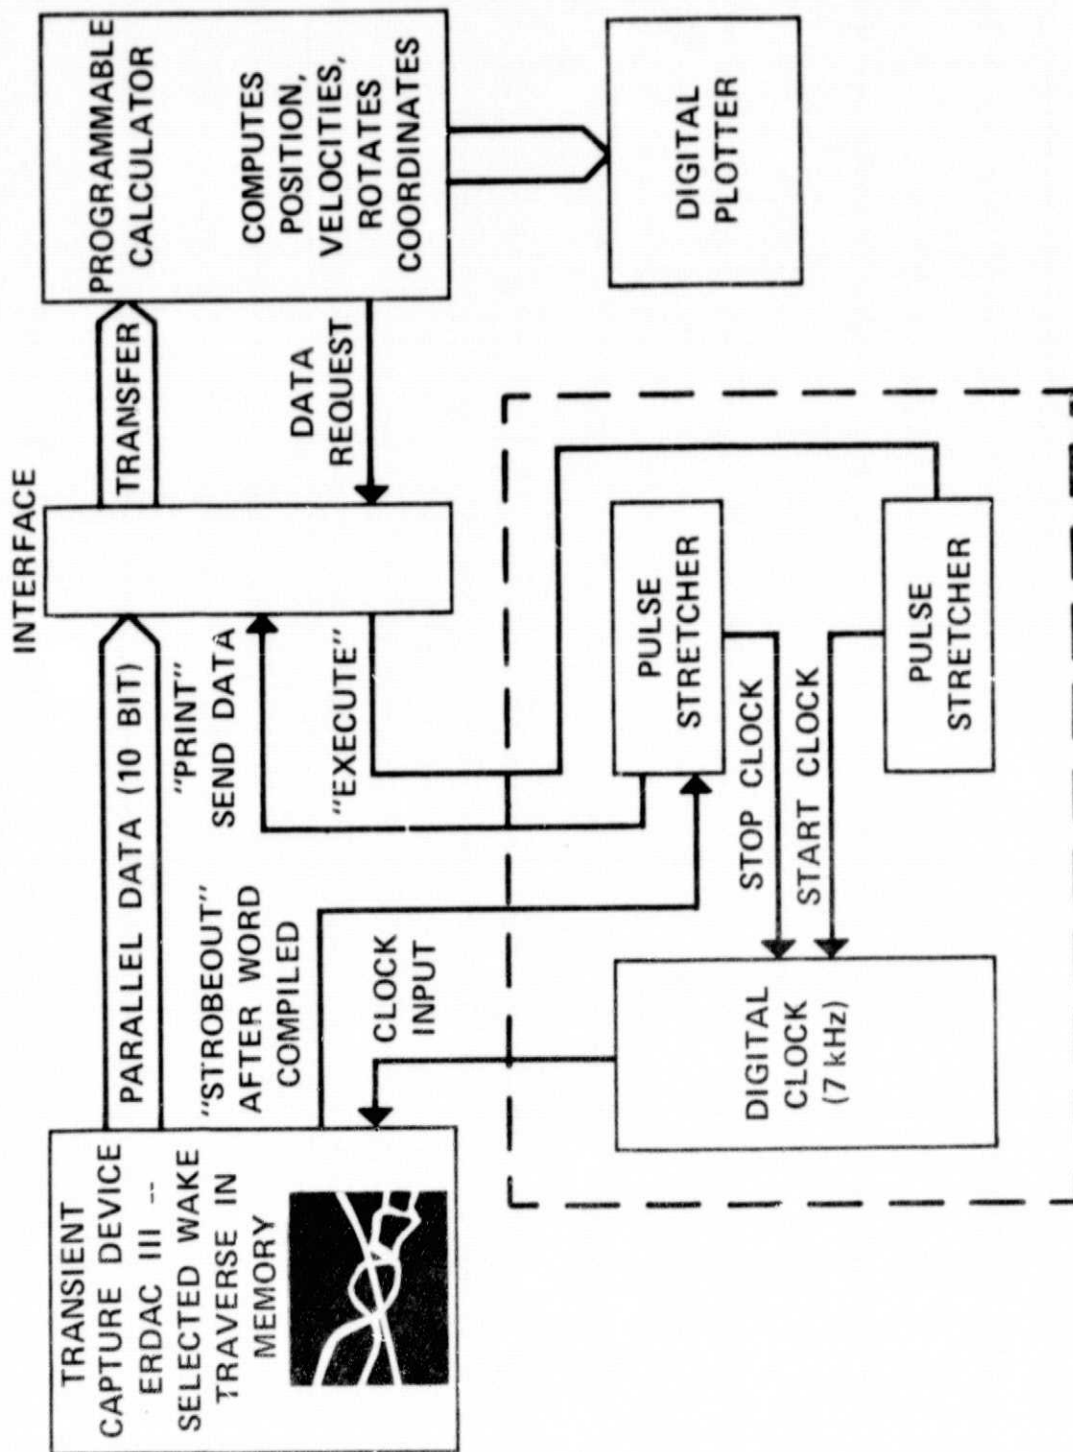 TRANSIENT
CAPTURE DEVICE
ERDAC III --
SELECTED WAKE
TRAVERSE IN
MEMORY
PARALLEL DATA (10 BIT)
"STROBEOUT"
AFTER WORD
COMPILED
CLOCK
INPUT
"PRINT"
SEND DATA
"EXECUTE"
INTERFACE
TRANSFER
DATA
REQUEST
PROGRAMMABLE
CALCULATOR
COMPUTES
POSITION,
VELOCITIES,
ROTATES
COORDINATES
DIGITAL
PLOTTER
DIGITAL
CLOCK
(7 kHz)
STOP CLOCK
START CLOCK
PULSE
STRETCHER
PULSE
STRETCHER